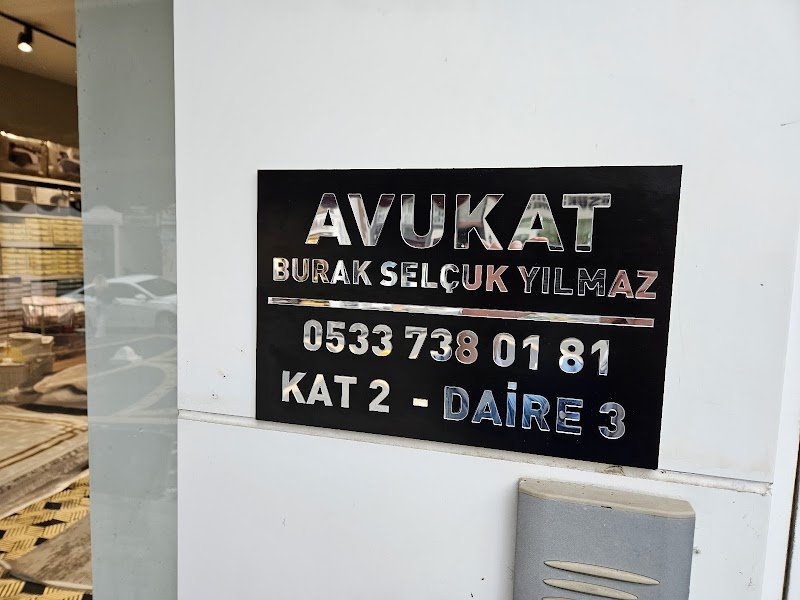 AVUKAT
BURAK SELÇUK YILMAZ
0533 738 01 81
KAT 2 - DAİRE 3